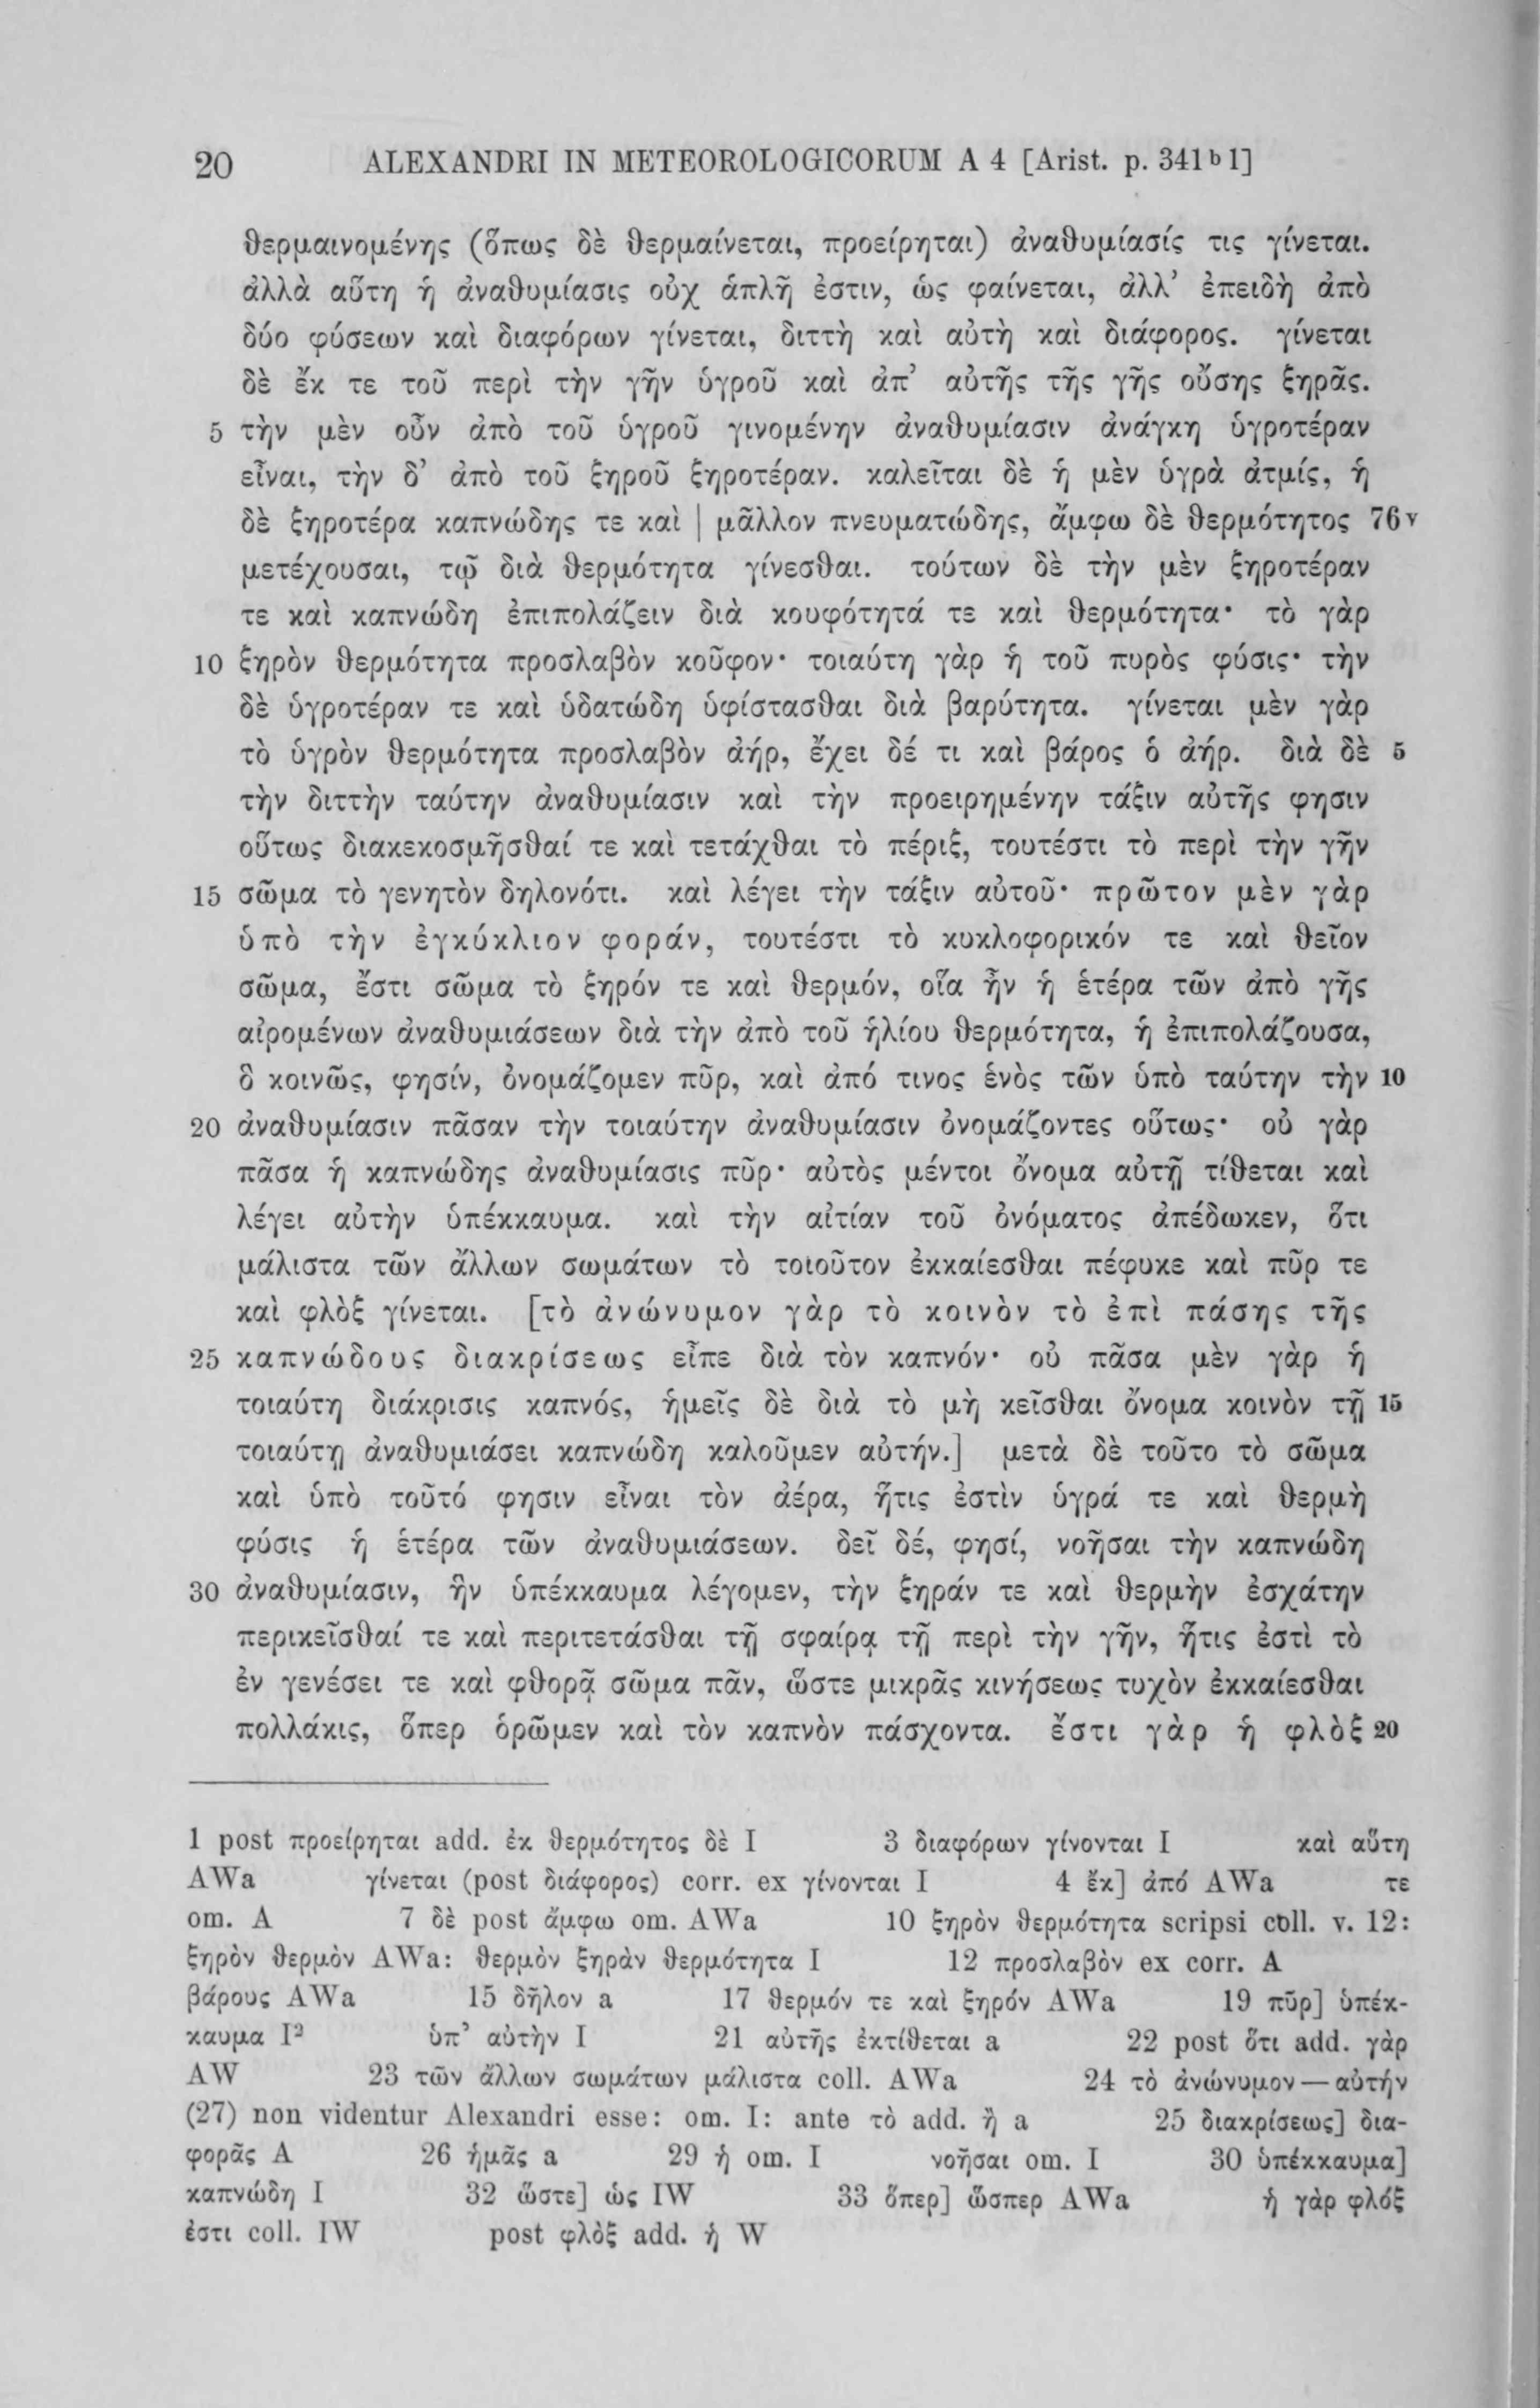 20 ALEXANDRI IN METEOROLOGICORUM A 4 [Arist. p. 341ᵇ1]
θερμαινομένης (ὅπως δὲ θερμαίνεται, προείρηται) ἀναθυμίασίς τις γίνεται.
ἀλλὰ αὕτη ἡ ἀναθυμίασις οὐχ ἁπλῆ ἐστιν, ὡς φαίνεται, ἀλλ’ ἐπειδὴ ἀπὸ
δύο φύσεων καὶ διαφόρων γίνεται, διττὴ καὶ αὐτὴ καὶ διάφορος. γίνεται
δὲ ἔκ τε τοῦ περὶ τὴν γῆν ὑγροῦ καὶ ἀπ’ αὐτῆς τῆς γῆς οὔσης ξηρᾶς.
5 τὴν μὲν οὖν ἀπὸ τοῦ ὑγροῦ γινομένην ἀναθυμίασιν ἀνάγκη ὑγροτέραν
εἶναι, τὴν δ’ ἀπὸ τοῦ ξηροῦ ξηροτέραν. καλεῖται δὲ ἡ μὲν ὑγρὰ ἀτμίς, ἡ
δὲ ξηροτέρα καπνώδης τε καὶ | μᾶλλον πνευματώδης, ἄμφω δὲ θερμότητος 76ᵛ
μετέχουσαι, τῷ διὰ θερμότητα γίνεσθαι. τούτων δὲ τὴν μὲν ξηροτέραν
τε καὶ καπνώδη ἐπιπολάζειν διὰ κουφότητά τε καὶ θερμότητα· τὸ γὰρ
10 ξηρὸν θερμότητα προσλαβὸν κοῦφον· τοιαύτη γὰρ ἡ τοῦ πυρὸς φύσις· τὴν
δὲ ὑγροτέραν τε καὶ ὑδατώδη ὑφίστασθαι διὰ βαρύτητα. γίνεται μὲν γὰρ
τὸ ὑγρὸν θερμότητα προσλαβὸν ἀήρ, ἔχει δέ τι καὶ βάρος ὁ ἀήρ. διὰ δὲ 5
τὴν διττὴν ταύτην ἀναθυμίασιν καὶ τὴν προειρημένην τάξιν αὐτῆς φησιν
οὕτως διακεκοσμῆσθαί τε καὶ τετάχθαι τὸ πέριξ, τουτέστι τὸ περὶ τὴν γῆν
15 σῶμα τὸ γενητὸν δηλονότι. καὶ λέγει τὴν τάξιν αὐτοῦ· πρῶτον μὲν γὰρ
ὑπὸ τὴν ἐγκύκλιον φοράν, τουτέστι τὸ κυκλοφορικόν τε καὶ θεῖον
σῶμα, ἔστι σῶμα τὸ ξηρόν τε καὶ θερμόν, οἵα ἦν ἡ ἑτέρα τῶν ἀπὸ γῆς
αἰρομένων ἀναθυμιάσεων διὰ τὴν ἀπὸ τοῦ ἡλίου θερμότητα, ἡ ἐπιπολάζουσα,
ὃ κοινῶς, φησίν, ὀνομάζομεν πῦρ, καὶ ἀπό τινος ἑνὸς τῶν ὑπὸ ταύτην τὴν 10
20 ἀναθυμίασιν πᾶσαν τὴν τοιαύτην ἀναθυμίασιν ὀνομάζοντες οὕτως· οὐ γὰρ
πᾶσα ἡ καπνώδης ἀναθυμίασις πῦρ· αὐτὸς μέντοι ὄνομα αὐτῇ τίθεται καὶ
λέγει αὐτὴν ὑπέκκαυμα. καὶ τὴν αἰτίαν τοῦ ὀνόματος ἀπέδωκεν, ὅτι
μάλιστα τῶν ἄλλων σωμάτων τὸ τοιοῦτον ἐκκαίεσθαι πέφυκε καὶ πῦρ τε
καὶ φλὸξ γίνεται. [τὸ ἀνώνυμον γὰρ τὸ κοινὸν τὸ ἐπὶ πάσης τῆς
25 καπνώδους διακρίσεως εἶπε διὰ τὸν καπνόν· οὐ πᾶσα μὲν γὰρ ἡ
τοιαύτη διάκρισις καπνός, ἡμεῖς δὲ διὰ τὸ μὴ κεῖσθαι ὄνομα κοινὸν τῇ 15
τοιαύτῃ ἀναθυμιάσει καπνώδη καλοῦμεν αὐτήν.] μετὰ δὲ τοῦτο τὸ σῶμα
καὶ ὑπὸ τοῦτό φησιν εἶναι τὸν ἀέρα, ἥτις ἐστὶν ὑγρά τε καὶ θερμὴ
φύσις ἡ ἑτέρα τῶν ἀναθυμιάσεων. δεῖ δέ, φησί, νοῆσαι τὴν καπνώδη
30 ἀναθυμίασιν, ἣν ὑπέκκαυμα λέγομεν, τὴν ξηράν τε καὶ θερμὴν ἐσχάτην
περικεῖσθαί τε καὶ περιτετάσθαι τῇ σφαίρᾳ τῇ περὶ τὴν γῆν, ἥτις ἐστὶ τὸ
ἐν γενέσει τε καὶ φθορᾷ σῶμα πᾶν, ὥστε μικρᾶς κινήσεως τυχὸν ἐκκαίεσθαι
πολλάκις, ὅπερ ὁρῶμεν καὶ τὸν καπνὸν πάσχοντα. ἔστι γὰρ ἡ φλὸξ 20
1 post προείρηται add. ἐκ θερμότητος δὲ I 3 διαφόρων γίνονται I καὶ αὕτη
AWa γίνεται (post διάφορος) corr. ex γίνονται I 4 ἔκ] ἀπό AWa τε
om. A 7 δὲ post ἄμφω om. AWa 10 ξηρὸν θερμότητα scripsi coll. v. 12:
ξηρὸν θερμὸν AWa: θερμὸν ξηρὰν θερμότητα I 12 προσλαβὸν ex corr. A
βάρους AWa 15 δῆλον a 17 θερμόν τε καὶ ξηρόν AWa 19 πῦρ] ὑπέκ-
καυμα I² ὑπ’ αὐτὴν I 21 αὐτῆς ἐκτίθεται a 22 post ὅτι add. γὰρ
AW 23 τῶν ἄλλων σωμάτων μάλιστα coll. AWa 24 τὸ ἀνώνυμον — αὐτήν
(27) non videntur Alexandri esse: om. I: ante τὸ add. ἢ a 25 διακρίσεως] δια-
φορᾶς A 26 ἡμᾶς a 29 ἡ om. I νοῆσαι om. I 30 ὑπέκκαυμα]
καπνώδη I 32 ὥστε] ὡς IW 33 ὅπερ] ὥσπερ AWa ἡ γὰρ φλόξ
ἐστι coll. IW post φλὸξ add. ἡ W